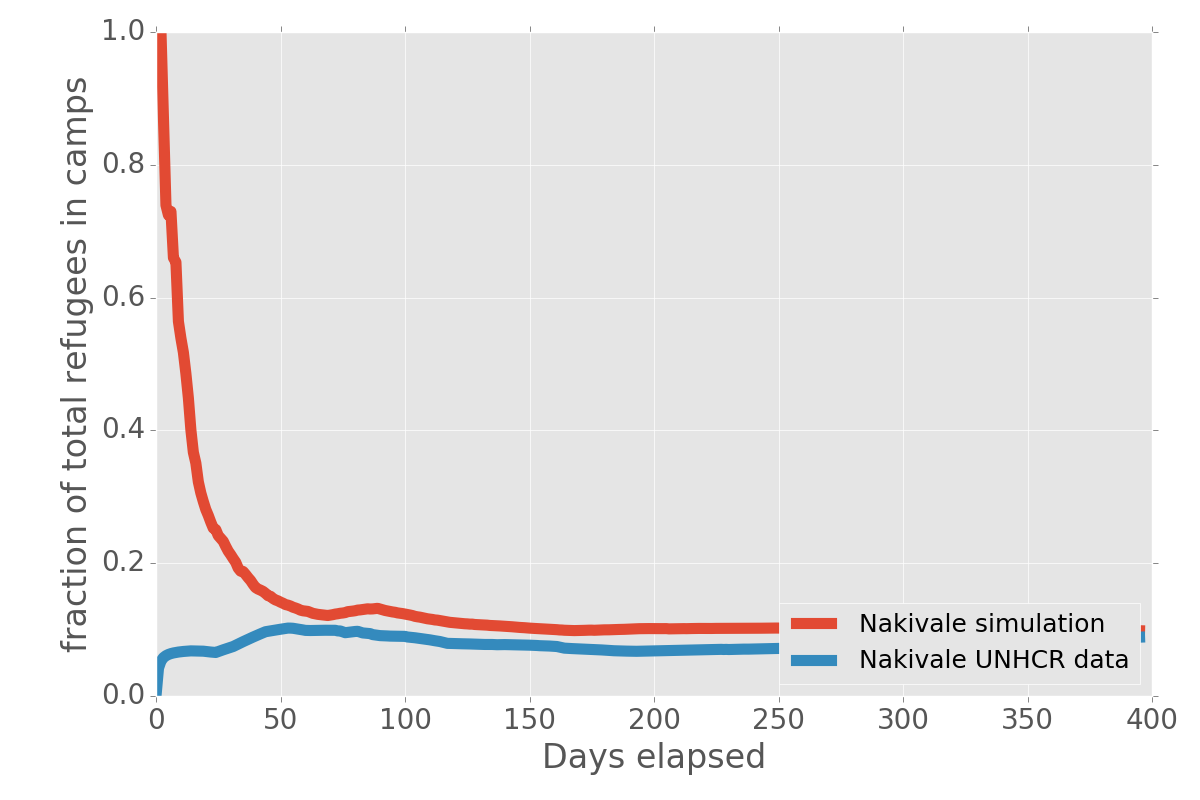 fraction of total refugees in camps
1.0
0.8
0.6
0.4
0.2
0.0
0 50 100 150 200 250 300 350 400
Days elapsed
Nakivale simulation
Nakivale UNHCR data